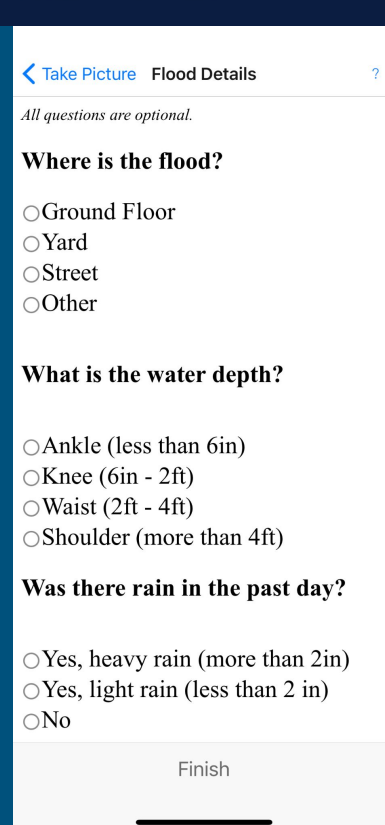 Take Picture Flood Details ?
All questions are optional.
Where is the flood?
Ground Floor
Yard
Street
Other
What is the water depth?
Ankle (less than 6in)
Knee (6in - 2ft)
Waist (2ft - 4ft)
Shoulder (more than 4ft)
Was there rain in the past day?
Yes, heavy rain (more than 2in)
Yes, light rain (less than 2 in)
No
Finish